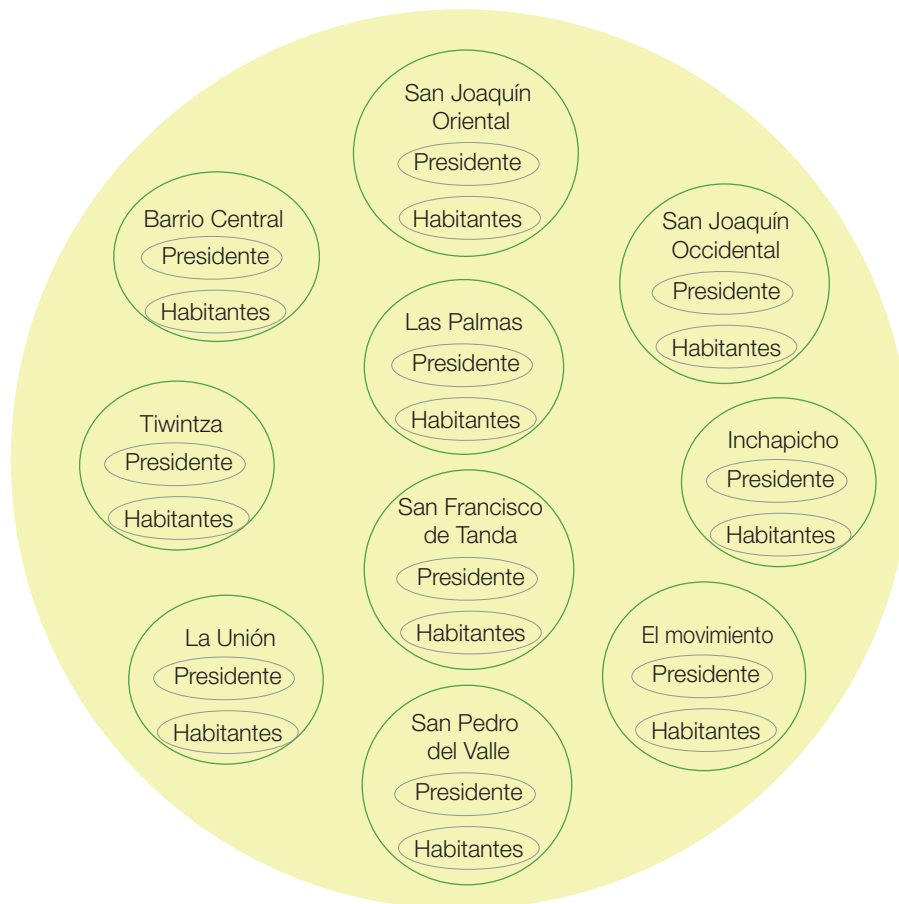 San Joaquín
Oriental
Presidente
Habitantes
Barrio Central
Presidente
Habitantes
San Joaquín
Occidental
Presidente
Habitantes
Las Palmas
Presidente
Habitantes
Tiwintza
Presidente
Habitantes
Inchapicho
Presidente
Habitantes
San Francisco
de Tanda
Presidente
Habitantes
La Unión
Presidente
Habitantes
El movimiento
Presidente
Habitantes
San Pedro
del Valle
Presidente
Habitantes